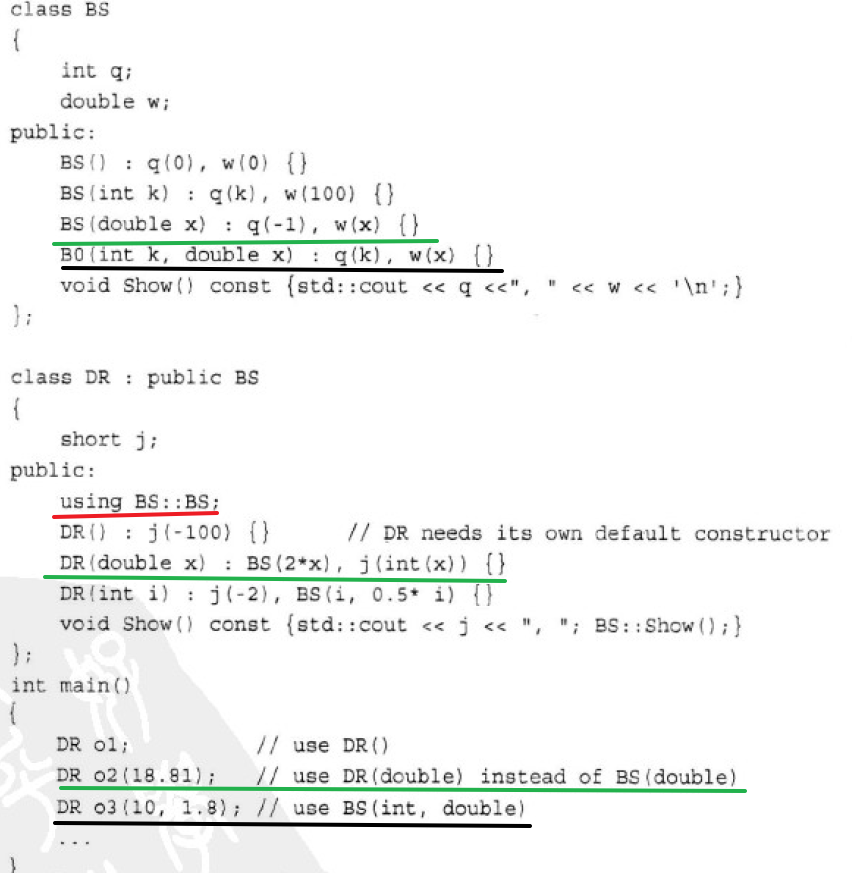 class BS
{
int q;
double w;
public:
BS() : q(0), w(0) {}
BS(int k) : q(k), w(100) {}
BS(double x) : q(-1), w(x) {}
B0(int k, double x) : q(k), w(x) {}
void Show() const {std::cout << q <<", " << w << '\n';}
};
class DR : public BS
{
short j;
public:
using BS::BS;
DR() : j(-100) {} // DR needs its own default constructor
DR(double x) : BS(2*x), j(int(x)) {}
DR(int i) : j(-2), BS(i, 0.5* i) {}
void Show() const {std::cout << j << ", "; BS::Show();}
};
int main()
{
DR o1; // use DR()
DR o2(18.81); // use DR(double) instead of BS(double)
DR o3(10, 1.8); // use BS(int, double)
...
}